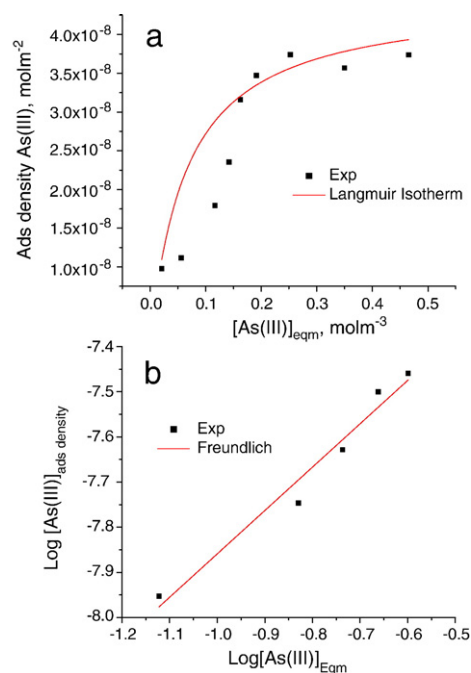 a
Ads density As(III), molm⁻²
4.0x10⁻⁸
3.5x10⁻⁸
3.0x10⁻⁸
2.5x10⁻⁸
2.0x10⁻⁸
1.5x10⁻⁸
1.0x10⁻⁸
Exp
Langmuir Isotherm
0.0 0.1 0.2 0.3 0.4 0.5
[As(III)]eqm, molm⁻³
b
Log [As(III)]ads density
-7.4
-7.5
-7.6
-7.7
-7.8
-7.9
-8.0
Exp
Freundlich
-1.2 -1.1 -1.0 -0.9 -0.8 -0.7 -0.6 -0.5
Log[As(III)]Eqm